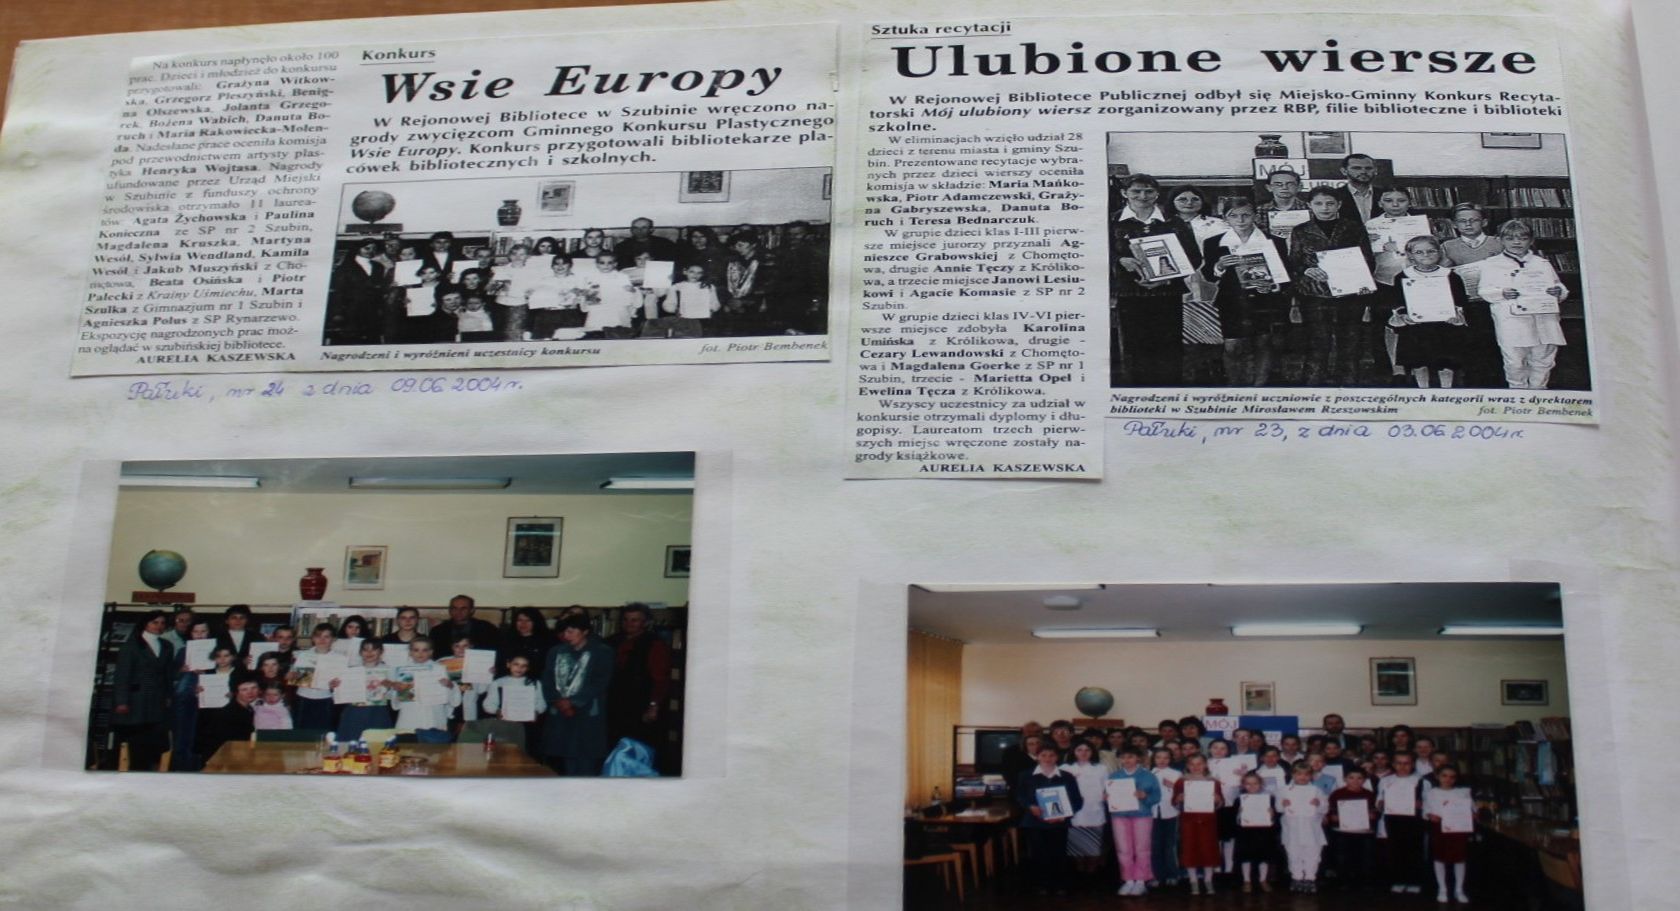 Konkurs
Wsie Europy
W Rejonowej Bibliotece w Szubinie wręczono na-
grody zwycięzcom Gminnego Konkursu Plastycznego
Wsie Europy. Konkurs przygotowali bibliotekarze pla-
cówek bibliotecznych i szkolnych.
Na konkurs napłynęło około 100
prac. Dzieci i młodzież do konkursu
przygotowali: Grażyna Witkow-
ska, Grzegorz Pleszyński, Benig-
na Olszewska, Jolanta Grzego-
rek, Bożena Wabich, Danuta Bo-
ruch i Maria Rakowiecka-Molen-
da. Nadesłane prace oceniła komisja
pod przewodnictwem artysty plas-
tyka Henryka Wojtasa. Nagrody
ufundowane przez Urząd Miejski
w Szubinie z funduszy ochrony
środowiska otrzymało 11 laurea-
tów: Agata Żychowska i Paulina
Konieczna ze SP nr 2 Szubin,
Magdalena Kruszka, Martyna
Wesół, Sylwia Wendland, Kamila
Wesół i Jakub Muszyński z Cho-
mętowa, Beata Osińska i Piotr
Pałecki z Krainy Uśmiechu, Marta
Szulka z Gimnazjum nr 1 Szubin i
Agnieszka Polus z SP Rynarzewo.
Ekspozycję nagrodzonych prac moż-
na oglądać w szubińskiej bibliotece.
AURELIA KASZEWSKA
Nagrodzeni i wyróżnieni uczestnicy konkursu
fot. Piotr Bembenek
Pałuki, nr 24 z dnia 09.06.2004r.
Sztuka recytacji
Ulubione wiersze
W Rejonowej Bibliotece Publicznej odbył się Miejsko-Gminny Konkurs Recyta-
torski Mój ulubiony wiersz zorganizowany przez RBP, filie biblioteczne i biblioteki
szkolne.
W eliminacjach wzięło udział 28
dzieci z terenu miasta i gminy Szu-
bin. Prezentowane recytacje wybra-
nych przez dzieci wierszy oceniła
komisja w składzie: Maria Mańko-
wska, Piotr Adamczewski, Graży-
na Gabryszewska, Danuta Bo-
ruch i Teresa Bednarczuk.
W grupie dzieci klas I-III pierw-
sze miejsce jurorzy przyznali Ag-
nieszce Grabowskiej z Chomęto-
wa, drugie Annie Tęczy z Króliko-
wa, a trzecie miejsce Janowi Lesiu-
kowi i Agacie Komasie z SP nr 2
Szubin.
W grupie dzieci klas IV-VI pier-
wsze miejsce zdobyła Karolina
Umińska z Królikowa, drugie -
Cezary Lewandowski z Chomęto-
wa i Magdalena Goerke z SP nr 1
Szubin, trzecie - Marietta Opel i
Ewelina Tęcza z Królikowa.
Wszyscy uczestnicy za udział w
konkursie otrzymali dyplomy i dłu-
gopisy. Laureatom trzech pierw-
szych miejsc wręczone zostały na-
grody książkowe.
AURELIA KASZEWSKA
MÓJ
Nagrodzeni i wyróżnieni uczniowie z poszczególnych kategorii wraz z dyrektorem
biblioteki w Szubinie Mirosławem Rzeszowskim
fot. Piotr Bembenek
Pałuki, nr 23, z dnia 03.06.2004r.
MÓJ